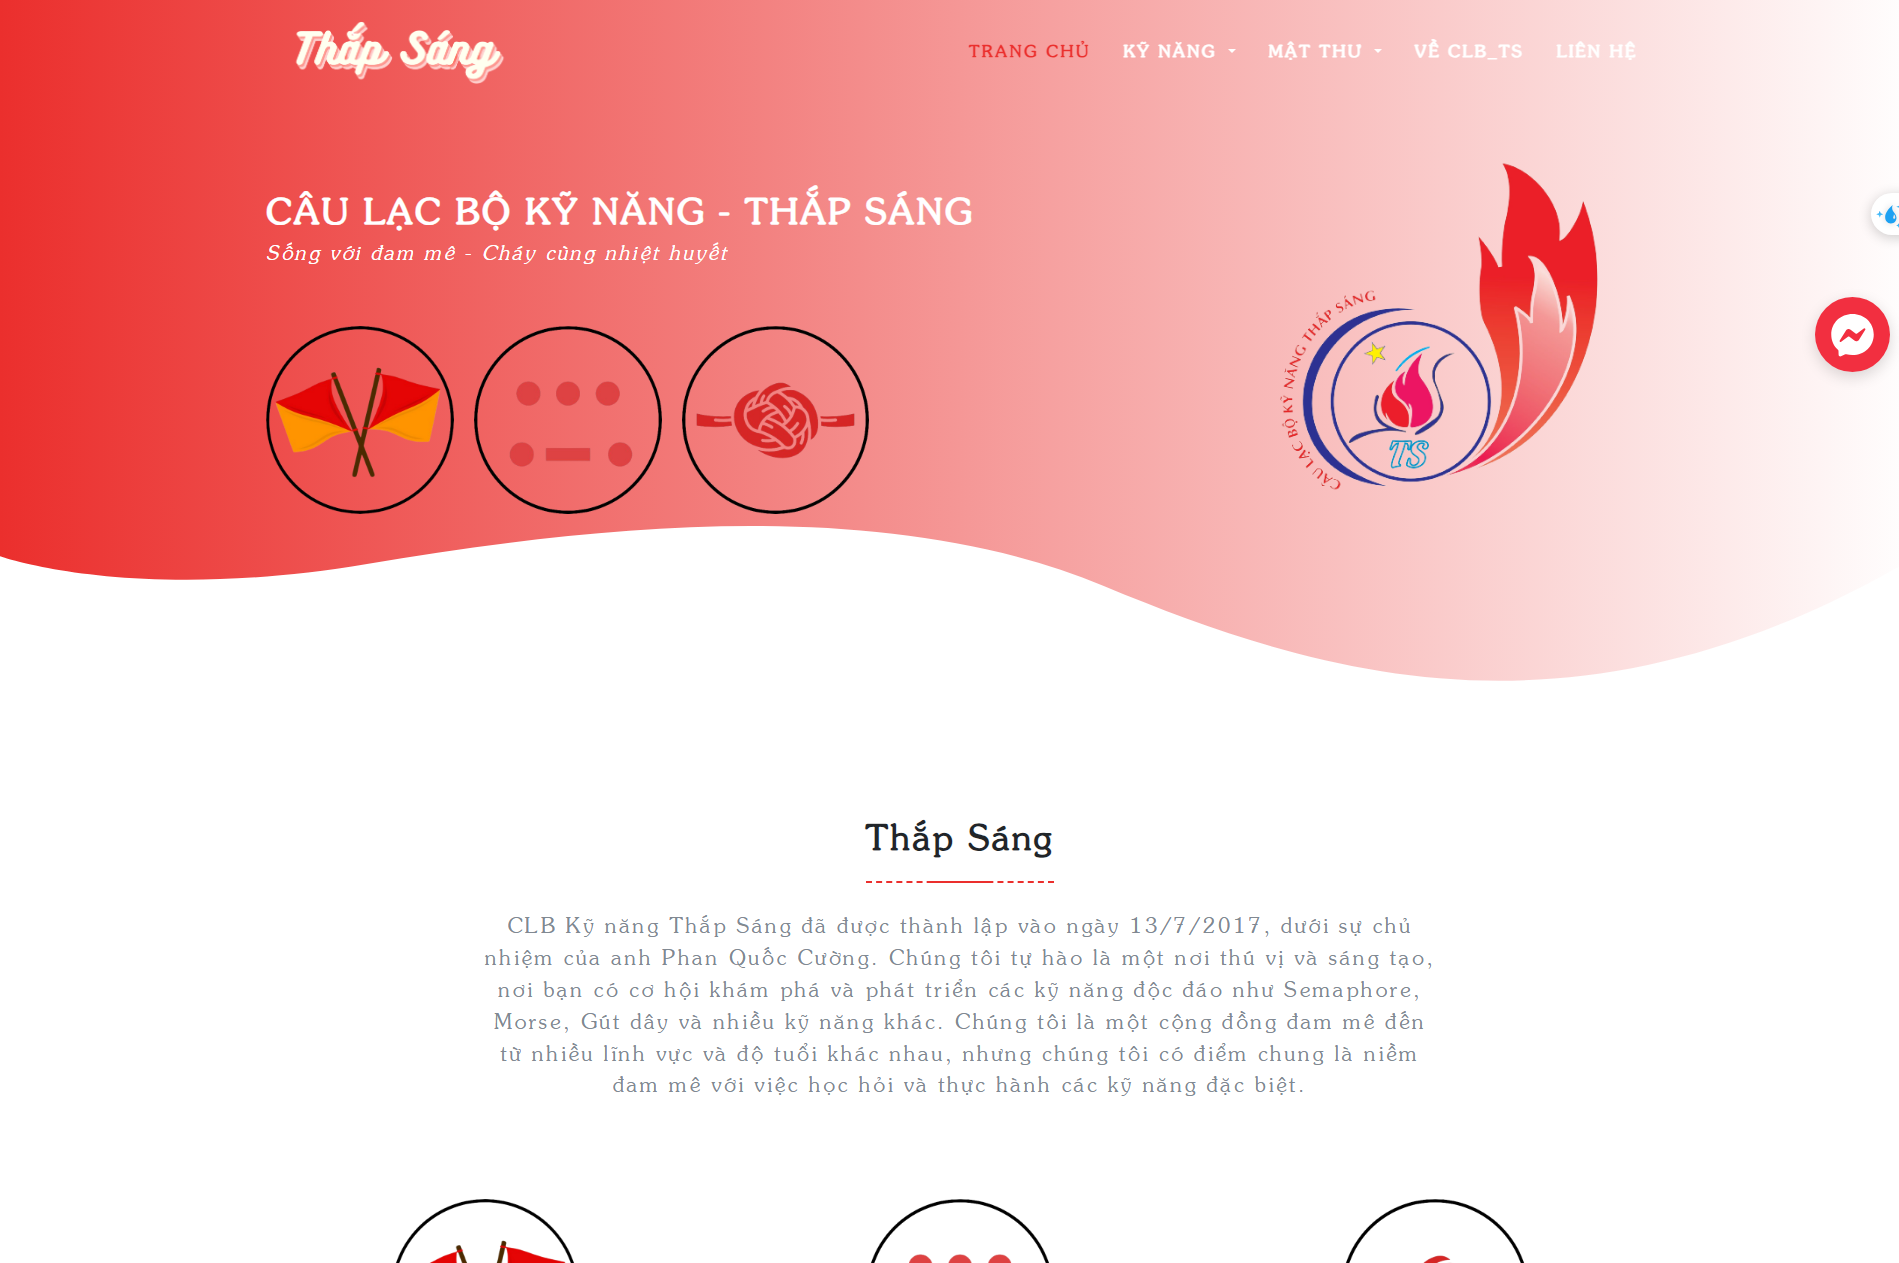 Thắp Sáng
TRANG CHỦ KỸ NĂNG MẬT THƯ VỀ CLB_TS LIÊN HỆ
CÂU LẠC BỘ KỸ NĂNG - THẮP SÁNG
Sống với đam mê - Cháy cùng nhiệt huyết
CÂU LẠC BỘ KỸ NĂNG THẮP SÁNG
TS
Thắp Sáng
CLB Kỹ năng Thắp Sáng đã được thành lập vào ngày 13/7/2017, dưới sự chủ
nhiệm của anh Phan Quốc Cường. Chúng tôi tự hào là một nơi thú vị và sáng tạo,
nơi bạn có cơ hội khám phá và phát triển các kỹ năng độc đáo như Semaphore,
Morse, Gút dây và nhiều kỹ năng khác. Chúng tôi là một cộng đồng đam mê đến
từ nhiều lĩnh vực và độ tuổi khác nhau, nhưng chúng tôi có điểm chung là niềm
đam mê với việc học hỏi và thực hành các kỹ năng đặc biệt.